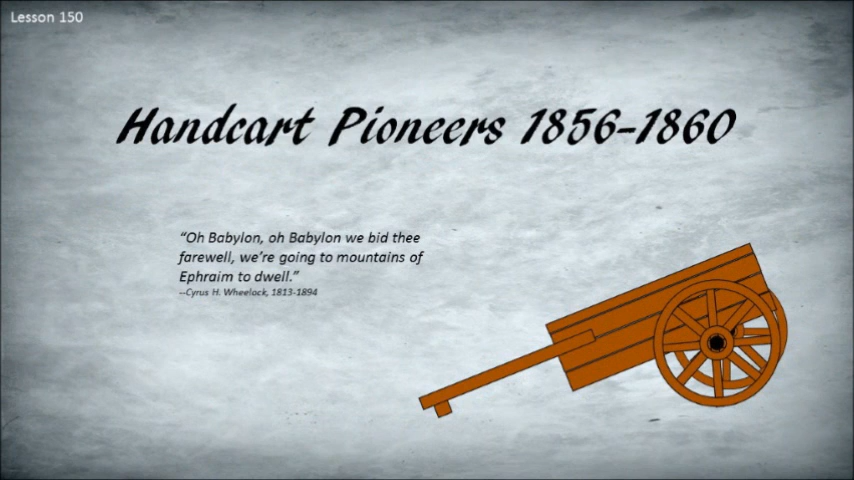 Lesson 150
Handcart Pioneers 1856-1860
“Oh Babylon, oh Babylon we bid thee
farewell, we’re going to mountains of
Ephraim to dwell.”
--Cyrus H. Wheelock, 1813-1894